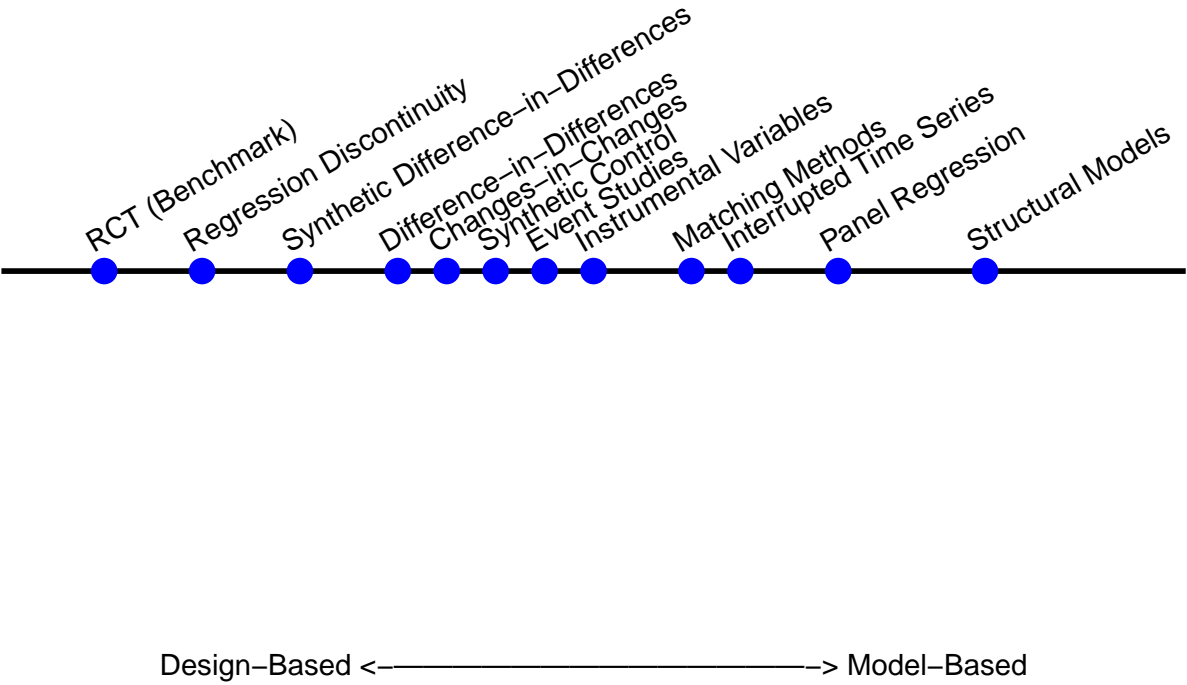 RCT (Benchmark)
Regression Discontinuity
Synthetic Difference−in−Differences
Difference−in−Differences
Changes−in−Changes
Synthetic Control
Event Studies
Instrumental Variables
Matching Methods
Interrupted Time Series
Panel Regression
Structural Models
Design−Based <−——————————————−> Model−Based